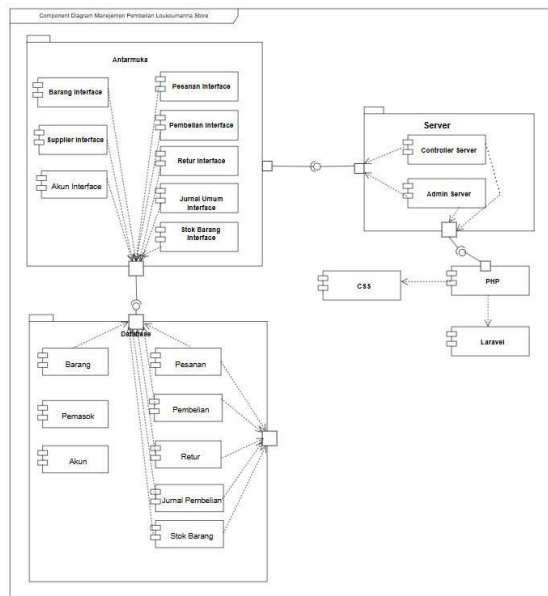 Component Diagram Manejemen Pembelian Loukoumanna Store
Antarmuka
Barang Interface
Supplier Interface
Akun Interface
Pesanan Interface
Pembelian Interface
Retur Interface
Jurnal Umum
Interface
Stok Barang
Interface
Server
Controller Server
Admin Server
CSS
PHP
Laravel
Database
Barang
Pemasok
Akun
Pesanan
Pembelian
Retur
Jurnal Pembelian
Stok Barang